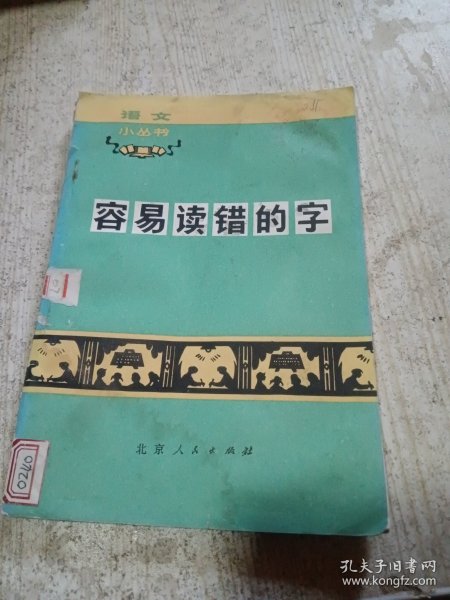 语文
小丛书
容易读错的字
北京人民出版社
02140
孔夫子旧书网
www.kongfz.com